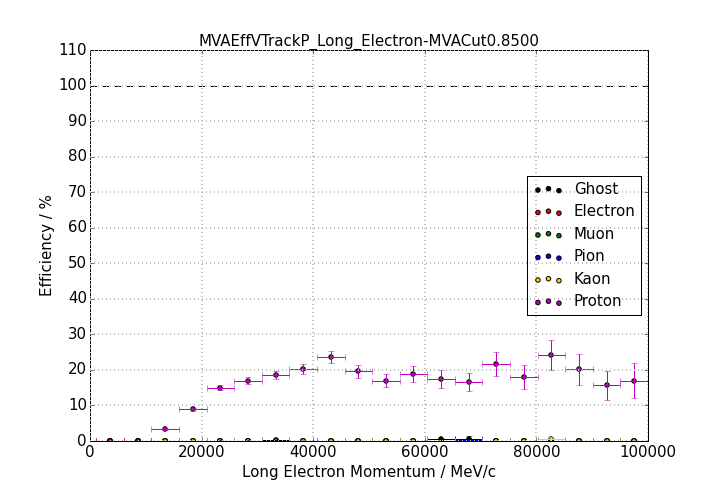 MVAEffVTrackP_Long_Electron-MVACut0.8500
110
100
90
80
70
60
50
40
30
20
10
0
Efficiency / %
Ghost
Electron
Muon
Pion
Kaon
Proton
0 20000 40000 60000 80000 100000
Long Electron Momentum / MeV/c